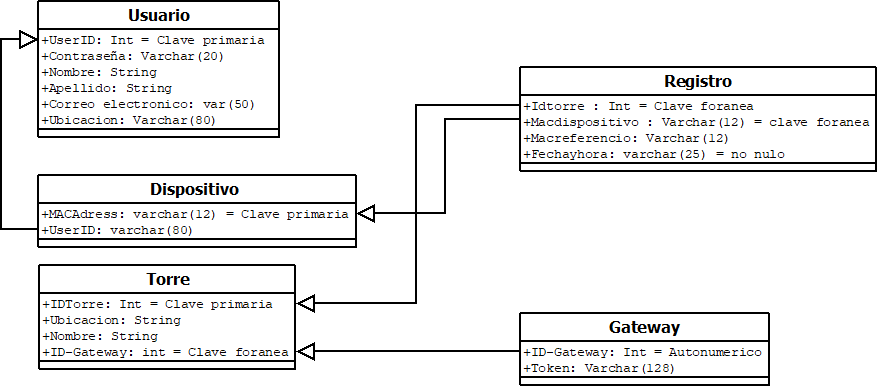 Usuario
+UserID: Int = Clave primaria
+Contraseña: Varchar(20)
+Nombre: String
+Apellido: String
+Correo electronico: var(50)
+Ubicacion: Varchar(80)
Registro
+Idtorre : Int = Clave foranea
+Macdispositivo : Varchar(12) = clave foranea
+Macreferencio: Varchar(12)
+Fechayhora: varchar(25) = no nulo
Dispositivo
+MACAdress: varchar(12) = Clave primaria
+UserID: varchar(80)
Torre
+IDTorre: Int = Clave primaria
+Ubicacion: String
+Nombre: String
+ID-Gateway: int = Clave foranea
Gateway
+ID-Gateway: Int = Autonumerico
+Token: Varchar(128)